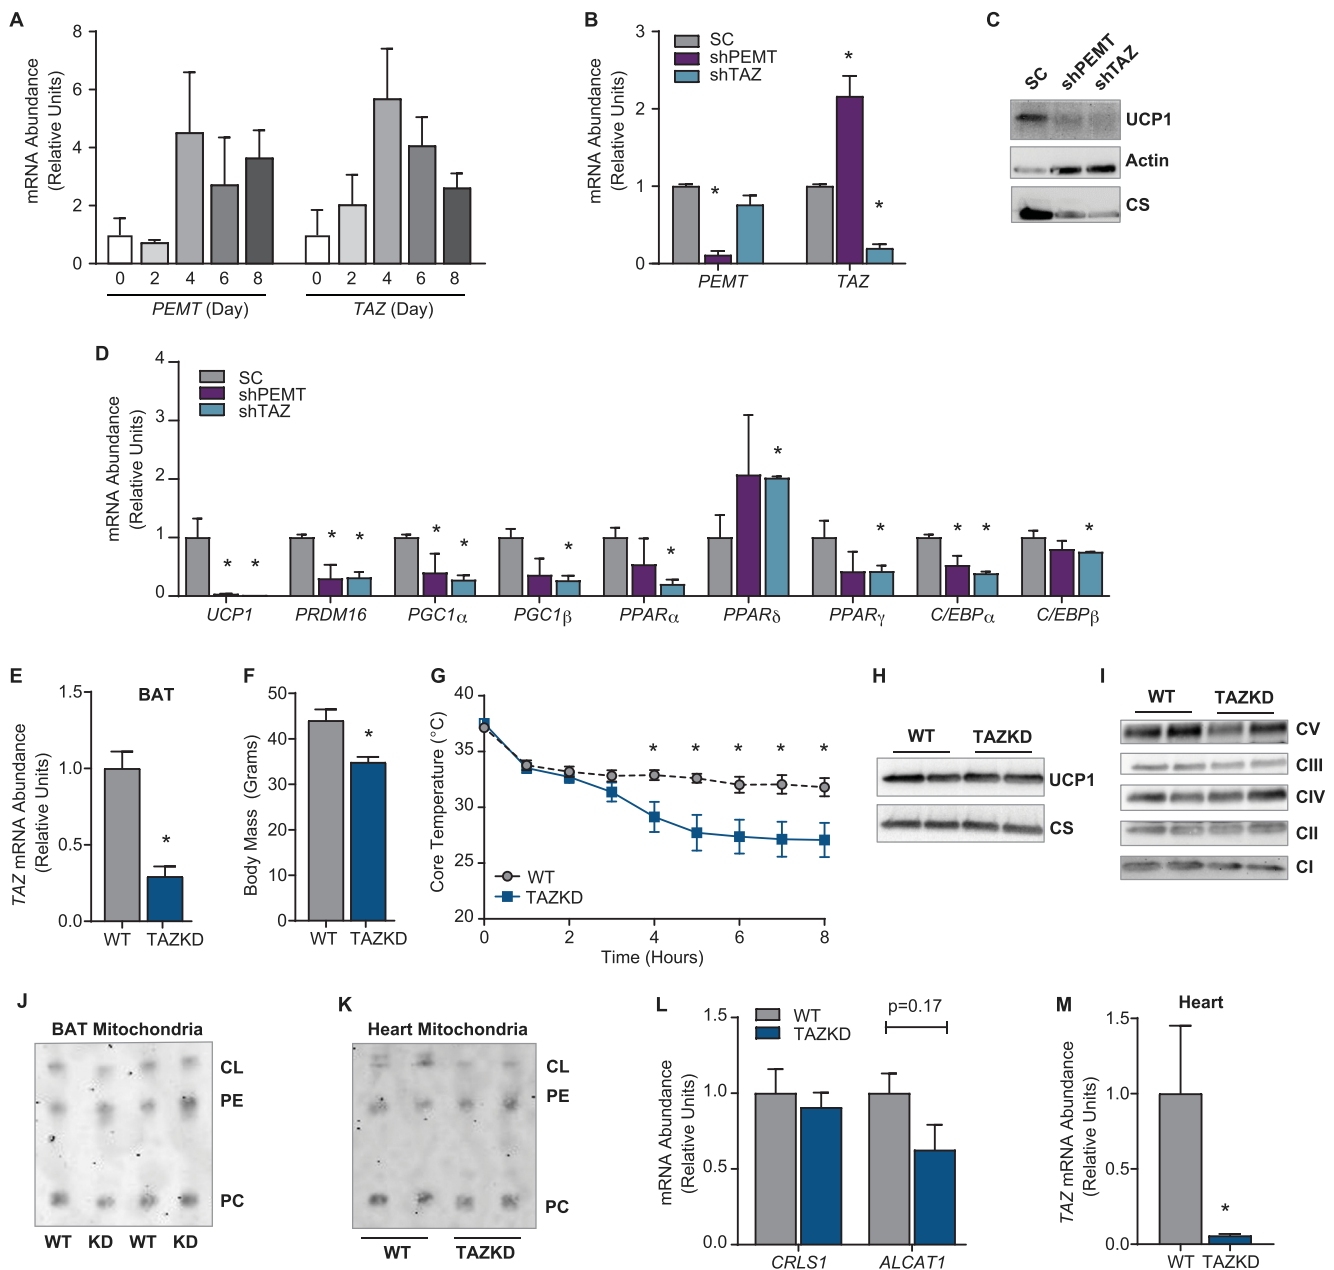 A
mRNA Abundance
(Relative Units)
8
6
4
2
0
0 2 4 6 8 0 2 4 6 8
PEMT (Day) TAZ (Day)
B
mRNA Abundance
(Relative Units)
3
2
1
0
SC
shPEMT
shTAZ
* * *
PEMT TAZ
C
SC shPEMT shTAZ
UCP1
Actin
CS
D
mRNA Abundance
(Relative Units)
4
3
2
1
0
SC
shPEMT
shTAZ
* * * * * * * * * * * * *
UCP1 PRDM16 PGC1α PGC1β PPARα PPARδ PPARγ C/EBPα C/EBPβ
E
BAT
TAZ mRNA Abundance
(Relative Units)
1.5
1.0
0.5
0.0
*
WT TAZKD
F
Body Mass (Grams)
50
40
30
20
10
0
*
WT TAZKD
G
Core Temperature (°C)
40
35
30
25
20
* * * * *
WT
TAZKD
0 2 4 6 8
Time (Hours)
H
WT TAZKD
UCP1
CS
I
WT TAZKD
CV
CIII
CIV
CII
CI
J
BAT Mitochondria
CL
PE
PC
WT KD WT KD
K
Heart Mitochondria
CL
PE
PC
WT TAZKD
L
mRNA Abundance
(Relative Units)
1.5
1.0
0.5
0.0
WT
TAZKD
p=0.17
CRLS1 ALCAT1
M
Heart
TAZ mRNA Abundance
(Relative Units)
1.5
1.0
0.5
0.0
*
WT TAZKD